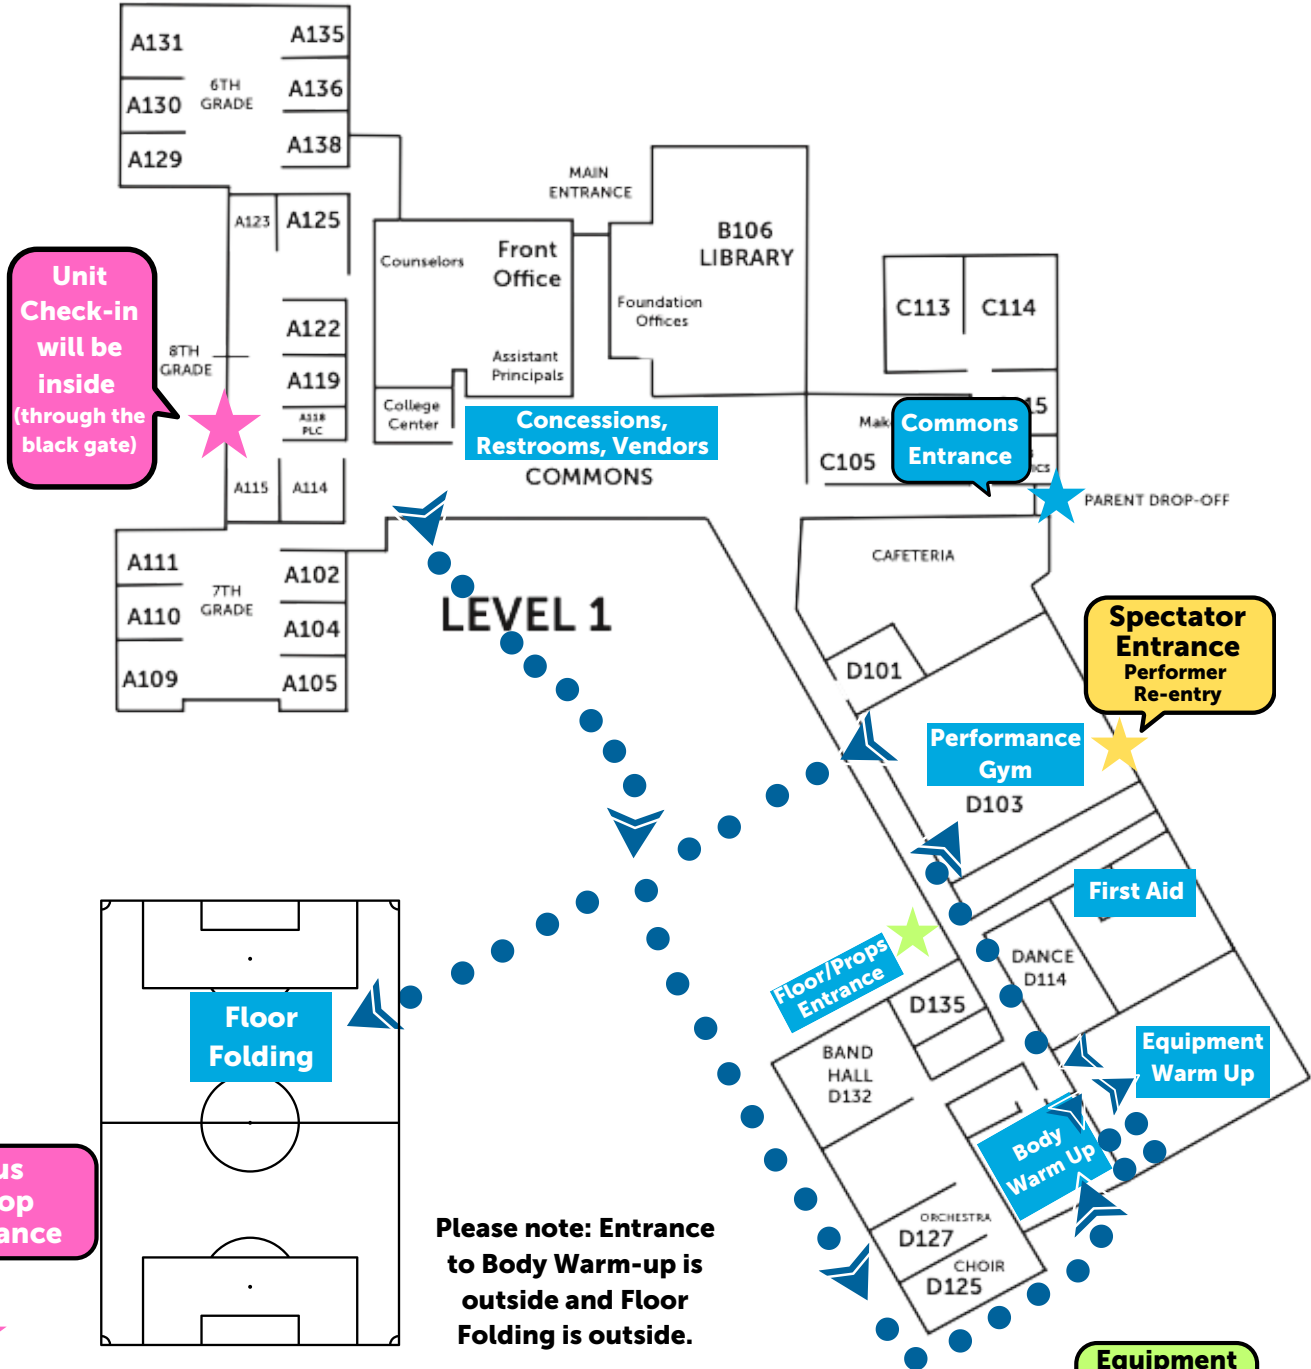 A131
A135
6TH
GRADE
A136
A130
A138
A129
MAIN
ENTRANCE
A123
A125
B106
LIBRARY
Counselors
Front
Office
Unit
Check-in
will be
inside
(through the
black gate)
Foundation
Offices
C113
C114
A122
8TH
GRADE
Assistant
Principals
A119
A118
PLC
College
Center
Concessions,
Restrooms, Vendors
COMMONS
C105
Commons
Entrance
A115
A114
PARENT DROP-OFF
CAFETERIA
A111
A102
7TH
GRADE
A110
A104
LEVEL 1
A109
A105
D101
Spectator
Entrance
Performer
Re-entry
Performance
Gym
D103
First Aid
Floor/Props
Entrance
DANCE
D114
D135
Floor
Folding
BAND
HALL
D132
Equipment
Warm Up
Body
Warm Up
ORCHESTRA
D127
CHOIR
D125
Please note: Entrance
to Body Warm-up is
outside and Floor
Folding is outside.
Equipment